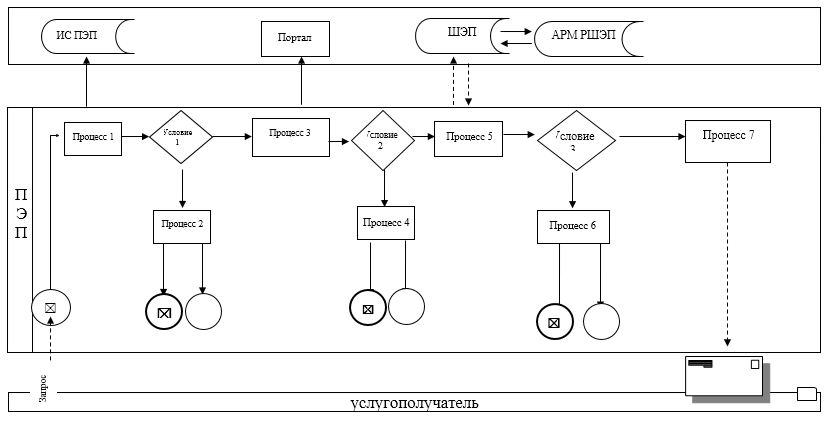 ИС ПЭП
Портал
ШЭП
АРМ РШЭП
Процесс 1
Условие
1
Процесс 3
Условие
2
Процесс 5
Условие
3
Процесс 7
П
Э
П
Процесс 2
Процесс 4
Процесс 6
Запрос
услугополучатель